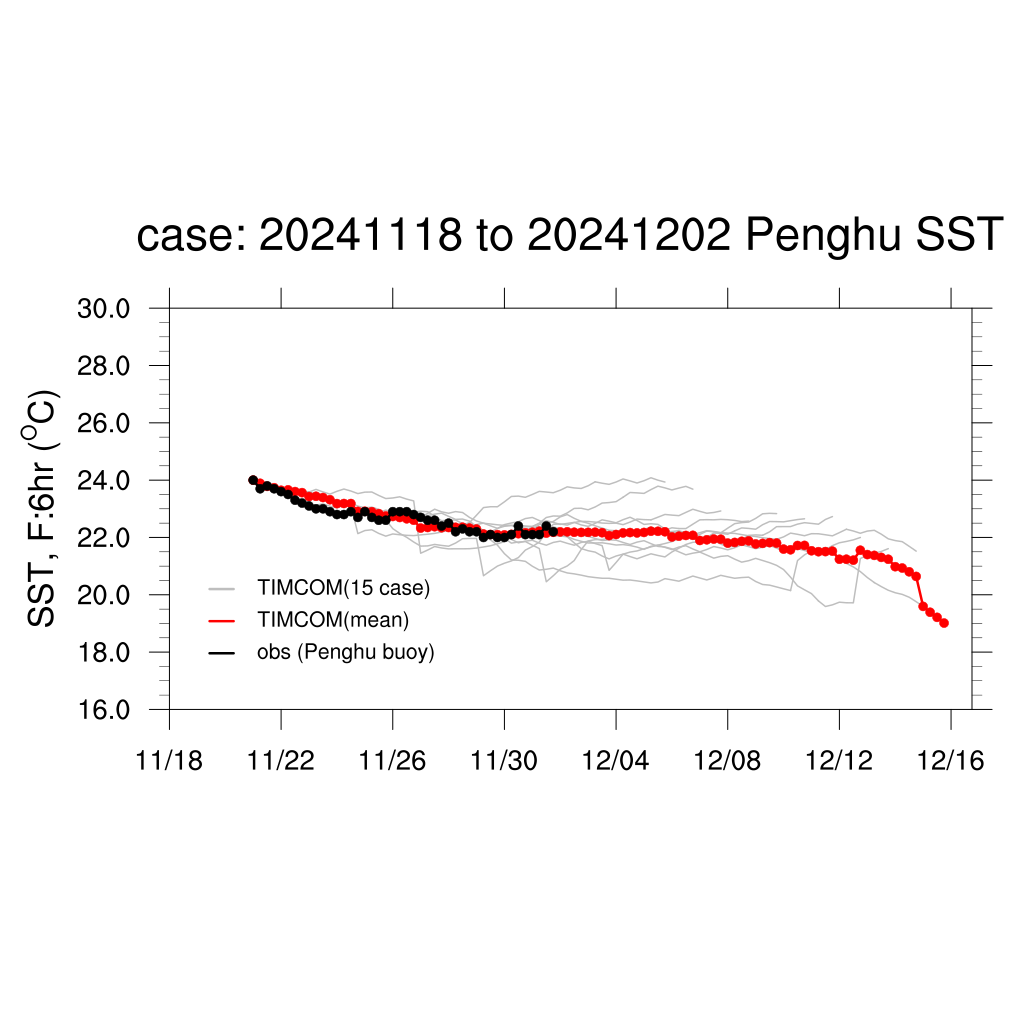 case: 20241118 to 20241202 Penghu SST
30.0
28.0
26.0
24.0
22.0
20.0
18.0
16.0
SST, F:6hr (°C)
TIMCOM(15 case)
TIMCOM(mean)
obs (Penghu buoy)
11/18 11/22 11/26 11/30 12/04 12/08 12/12 12/16